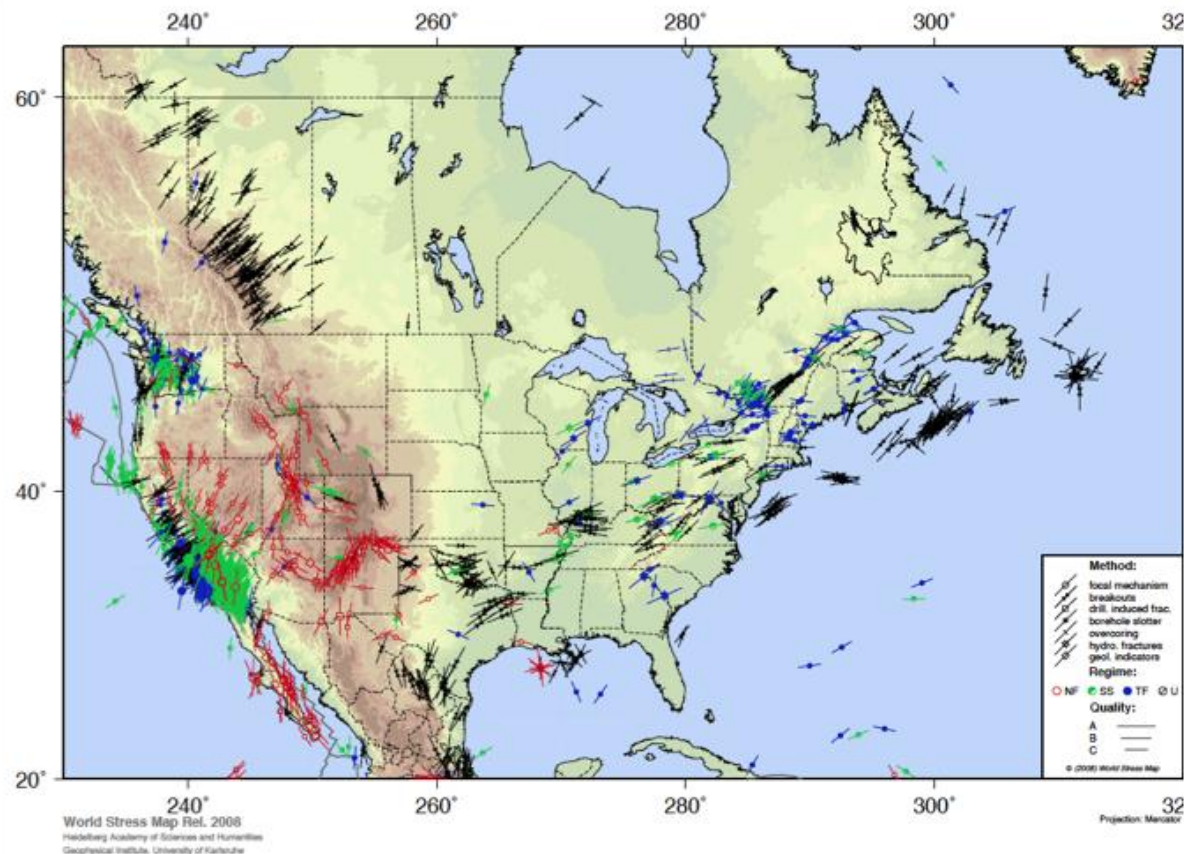 240° 260° 280° 300° 32
60°
40°
20°
Method:
focal mechanism
breakouts
drill. induced frac.
borehole slotter
overcoring
hydro. fractures
geol. indicators
Regime:
NF SS TF U
Quality:
A
B
C
© (2008) World Stress Map
240° 260° 280° 300° 32
World Stress Map Rel. 2008
Heidelberg Academy of Sciences and Humanities
Geophysical Institute, University of Karlsruhe
Projection: Mercator